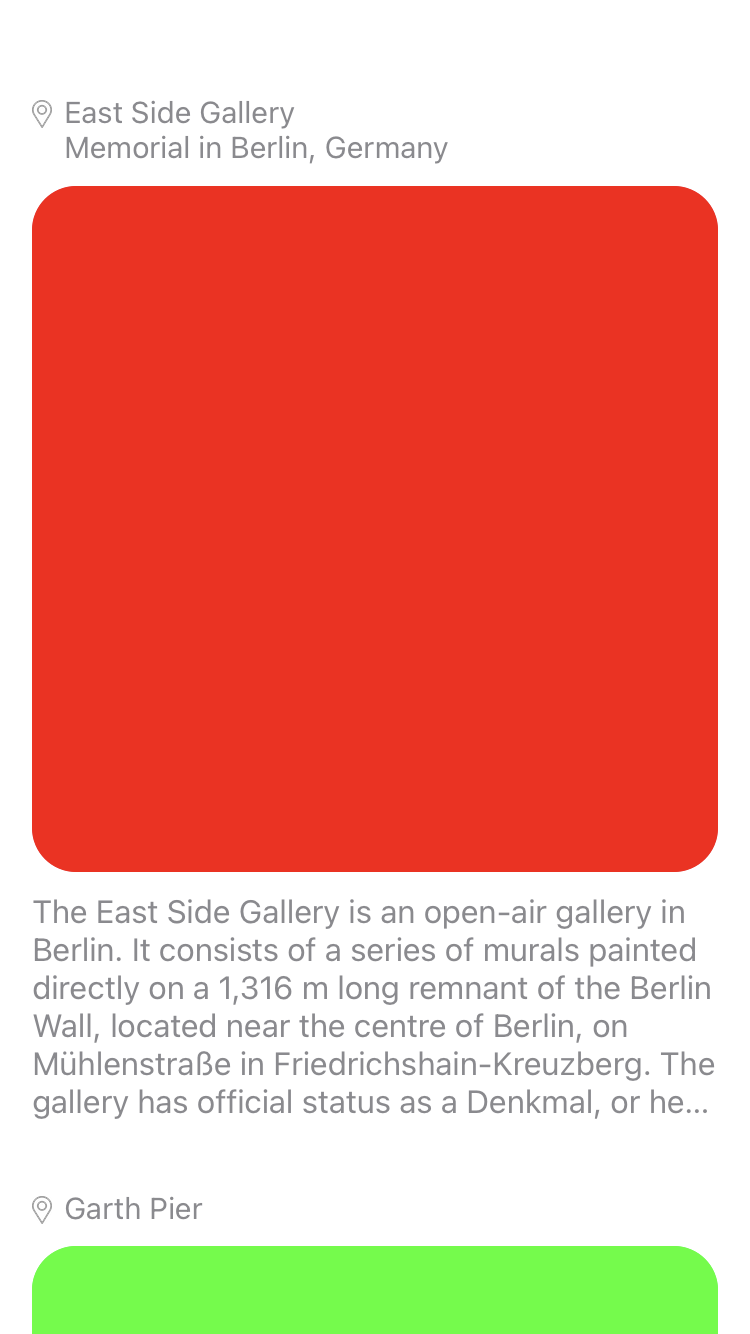 East Side Gallery
Memorial in Berlin, Germany
The East Side Gallery is an open-air gallery in
Berlin. It consists of a series of murals painted
directly on a 1,316 m long remnant of the Berlin
Wall, located near the centre of Berlin, on
Mühlenstraße in Friedrichshain-Kreuzberg. The
gallery has official status as a Denkmal, or he...
Garth Pier